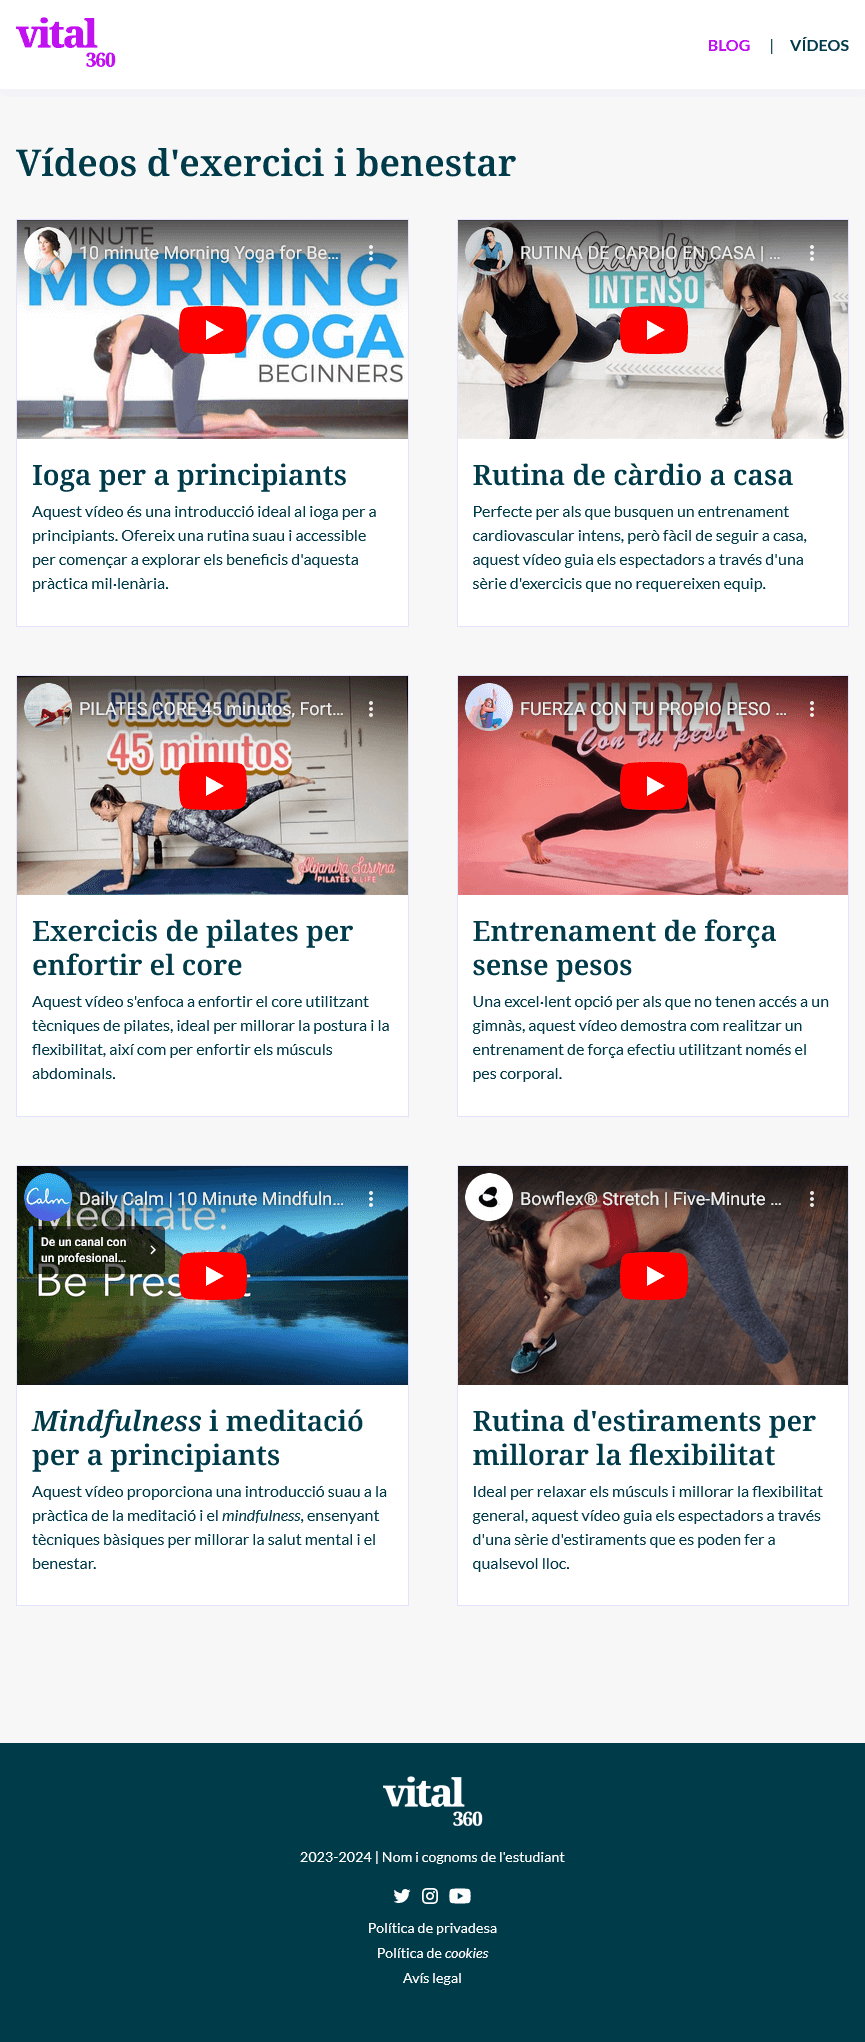 vital
360
BLOG | VÍDEOS
Vídeos d'exercici i benestar
10 MINUTE
10 minute Morning Yoga for Be...
MORNING
YOGA
BEGINNERS
Ioga per a principiants
Aquest vídeo és una introducció ideal al ioga per a
principiants. Ofereix una rutina suau i accessible
per començar a explorar els beneficis d'aquesta
pràctica mil·lenària.
RUTINA DE CARDIO EN CASA | ...
Cardio
INTENSO
Rutina de càrdio a casa
Perfecte per als que busquen un entrenament
cardiovascular intens, però fàcil de seguir a casa,
aquest vídeo guia els espectadors a través d'una
sèrie d'exercicis que no requereixen equip.
PILATES CORE
PILATES CORE 45 minutos, Fort...
45 minutos
Alejandra Laserna
PILATES & LIFE
Exercicis de pilates per
enfortir el core
Aquest vídeo s'enfoca a enfortir el core utilitzant
tècniques de pilates, ideal per millorar la postura i la
flexibilitat, així com per enfortir els músculs
abdominals.
FUERZA
FUERZA CON TU PROPIO PESO ...
Con tu peso
Entrenament de força
sense pesos
Una excel·lent opció per als que no tenen accés a un
gimnàs, aquest vídeo demostra com realitzar un
entrenament de força efectiu utilitzant només el
pes corporal.
Calm
Daily Calm | 10 Minute Mindfuln...
Meditate:
De un canal con
un profesional...
Be Present
Mindfulness i meditació
per a principiants
Aquest vídeo proporciona una introducció suau a la
pràctica de la meditació i el mindfulness, ensenyant
tècniques bàsiques per millorar la salut mental i el
benestar.
Bowflex® Stretch | Five-Minute ...
Rutina d'estiraments per
millorar la flexibilitat
Ideal per relaxar els músculs i millorar la flexibilitat
general, aquest vídeo guia els espectadors a través
d'una sèrie d'estiraments que es poden fer a
qualsevol lloc.
vital
360
2023-2024 | Nom i cognoms de l'estudiant
Política de privadesa
Política de cookies
Avís legal